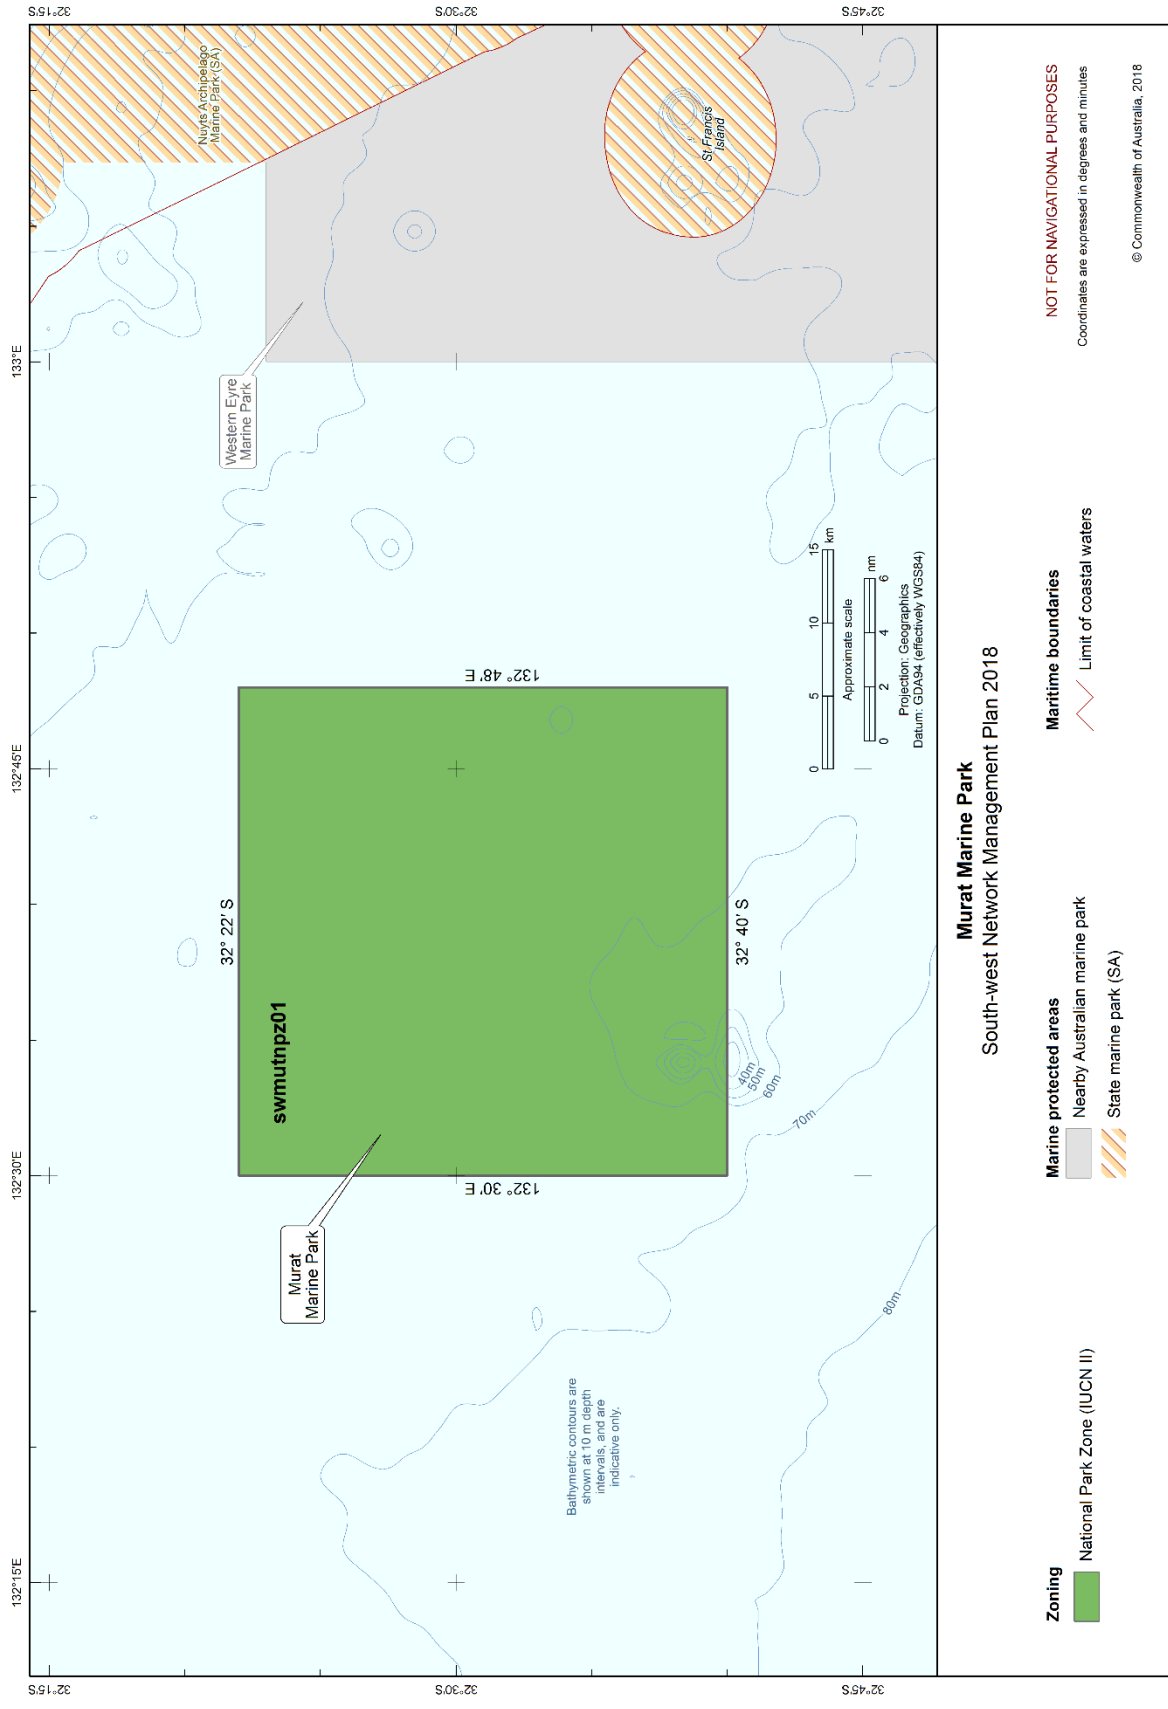 132°15'E
132°30'E
132°45'E
133°E
32°15'S
32°15'S
Nuyts Archipelago
Marine Park (SA)
Western Eyre
Marine Park
32° 22' S
swmutnpz01
Murat
Marine Park
32°30'S
32°30'S
132° 30' E
132° 48' E
St Francis
Island
Bathymetric contours are
shown at 10 m depth
intervals, and are
indicative only.
32° 40' S
40m
50m
60m
70m
80m
0 5 10 15 km
Approximate scale
0 2 4 6 nm
Projection: Geographics
Datum: GDA94 (effectively WGS84)
32°45'S
32°45'S
Murat Marine Park
South-west Network Management Plan 2018
Zoning
National Park Zone (IUCN II)
Marine protected areas
Nearby Australian marine park
State marine park (SA)
Maritime boundaries
Limit of coastal waters
NOT FOR NAVIGATIONAL PURPOSES
Coordinates are expressed in degrees and minutes
© Commonwealth of Australia, 2018